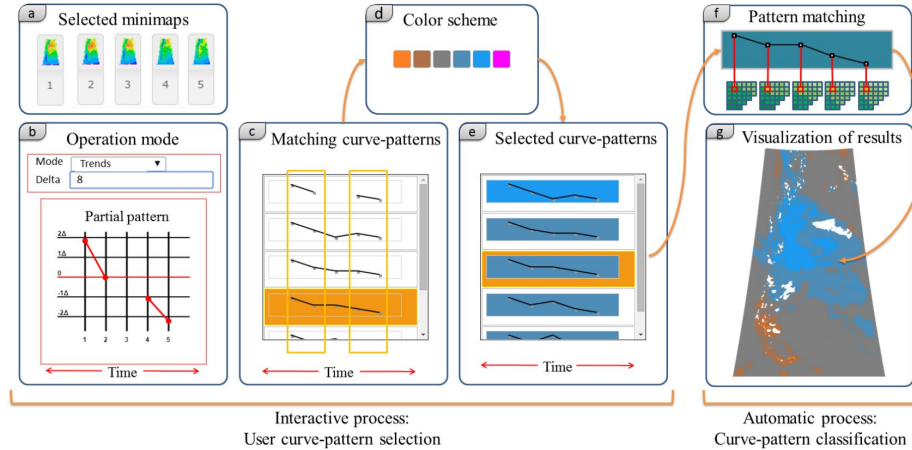 a
Selected minimaps
1 2 3 4 5
b
Operation mode
Mode Trends
Delta 8
Partial pattern
2Δ
1Δ
0
-1Δ
-2Δ
1 2 3 4 5
Time
c
Matching curve-patterns
Time
d
Color scheme
e
Selected curve-patterns
Time
Interactive process:
User curve-pattern selection
f
Pattern matching
g
Visualization of results
Automatic process:
Curve-pattern classification